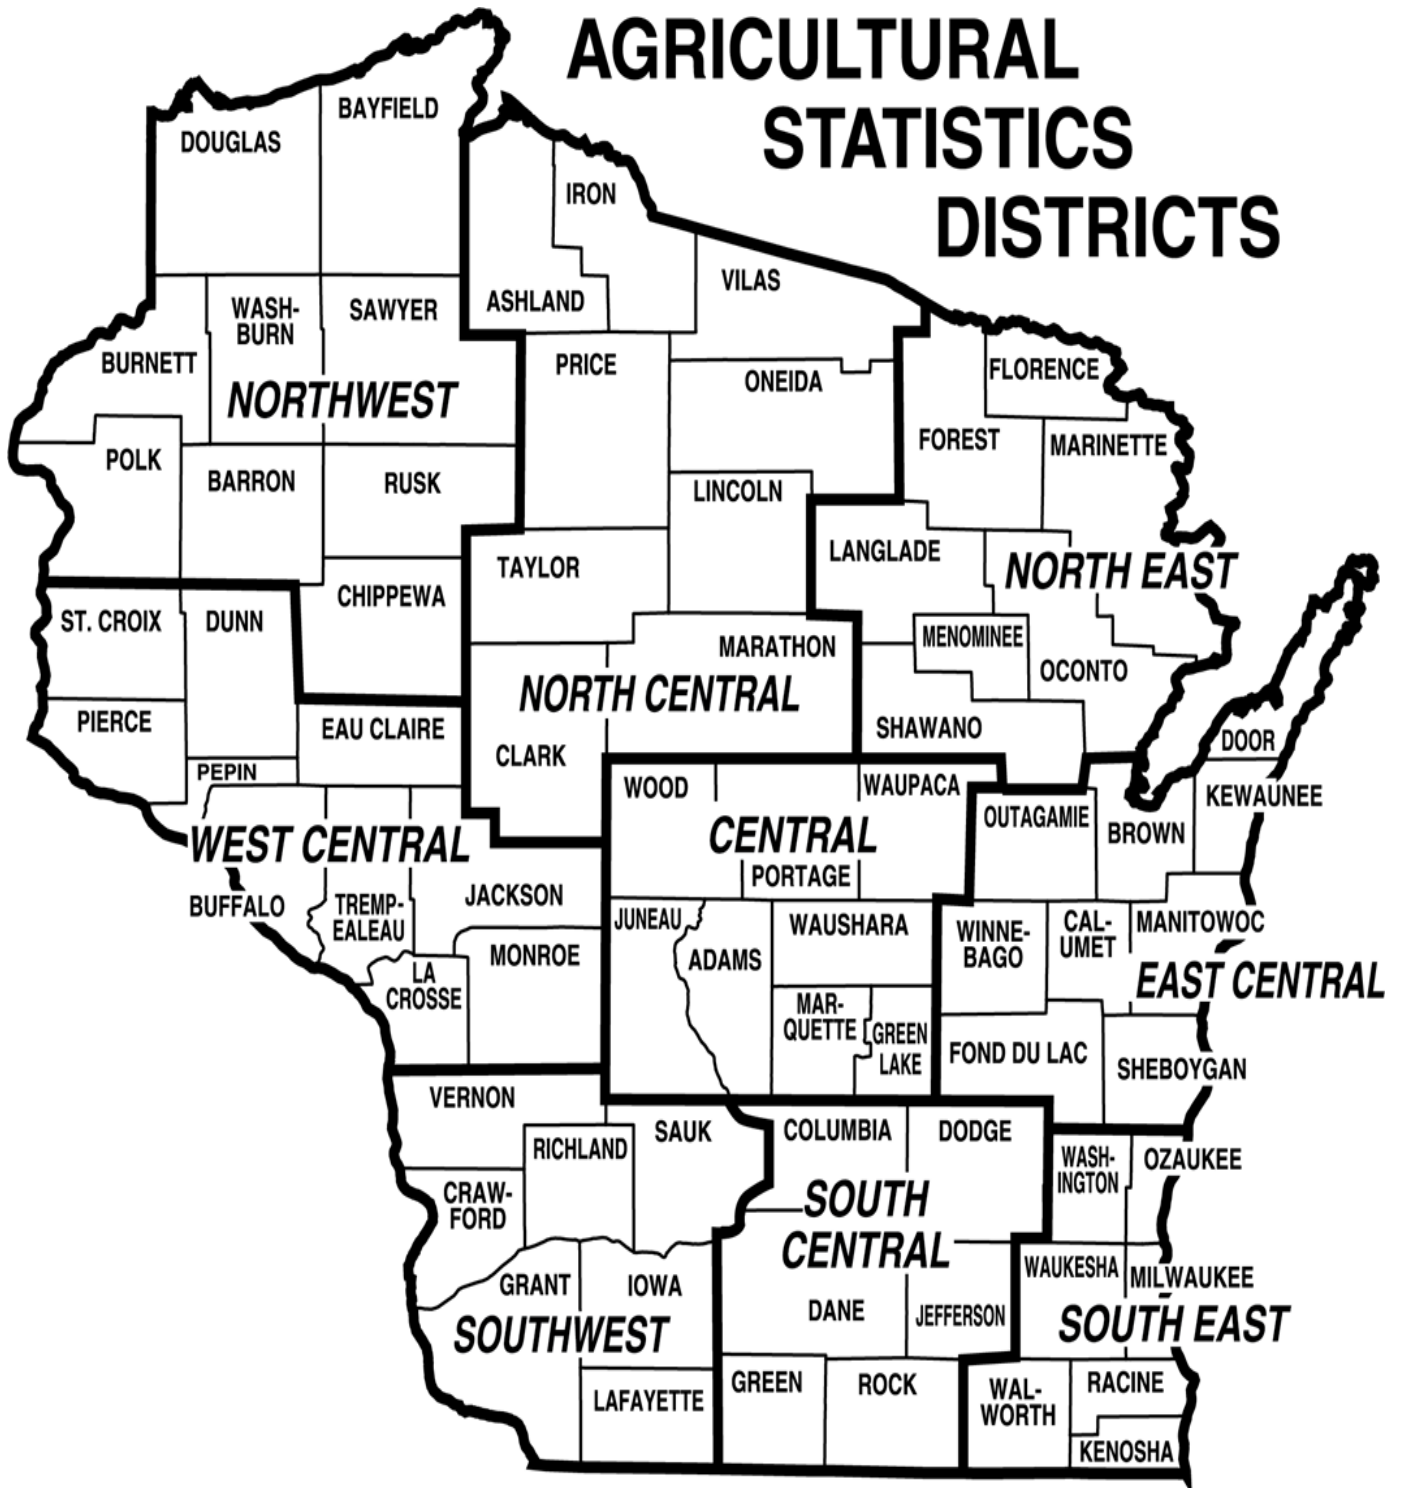 AGRICULTURAL
STATISTICS
DISTRICTS
BAYFIELD
DOUGLAS
IRON
VILAS
ASHLAND
WASH-
BURN
SAWYER
BURNETT
PRICE
FLORENCE
ONEIDA
NORTHWEST
FOREST
MARINETTE
POLK
BARRON
RUSK
LINCOLN
LANGLADE
TAYLOR
NORTH EAST
CHIPPEWA
ST. CROIX
DUNN
MENOMINEE
MARATHON
OCONTO
NORTH CENTRAL
PIERCE
EAU CLAIRE
SHAWANO
DOOR
CLARK
PEPIN
WOOD
WAUPACA
KEWAUNEE
OUTAGAMIE
BROWN
CENTRAL
WEST CENTRAL
PORTAGE
JACKSON
BUFFALO
TREMP-
EALEAU
JUNEAU
WAUSHARA
WINNE-
BAGO
CAL-
UMET
MANITOWOC
MONROE
ADAMS
LA
CROSSE
EAST CENTRAL
MAR-
QUETTE
GREEN
LAKE
FOND DU LAC
SHEBOYGAN
VERNON
SAUK
COLUMBIA
DODGE
RICHLAND
WASH-
INGTON
OZAUKEE
CRAW-
FORD
SOUTH
CENTRAL
WAUKESHA
MILWAUKEE
GRANT
IOWA
DANE
JEFFERSON
SOUTH EAST
SOUTHWEST
GREEN
ROCK
WAL-
WORTH
RACINE
LAFAYETTE
KENOSHA